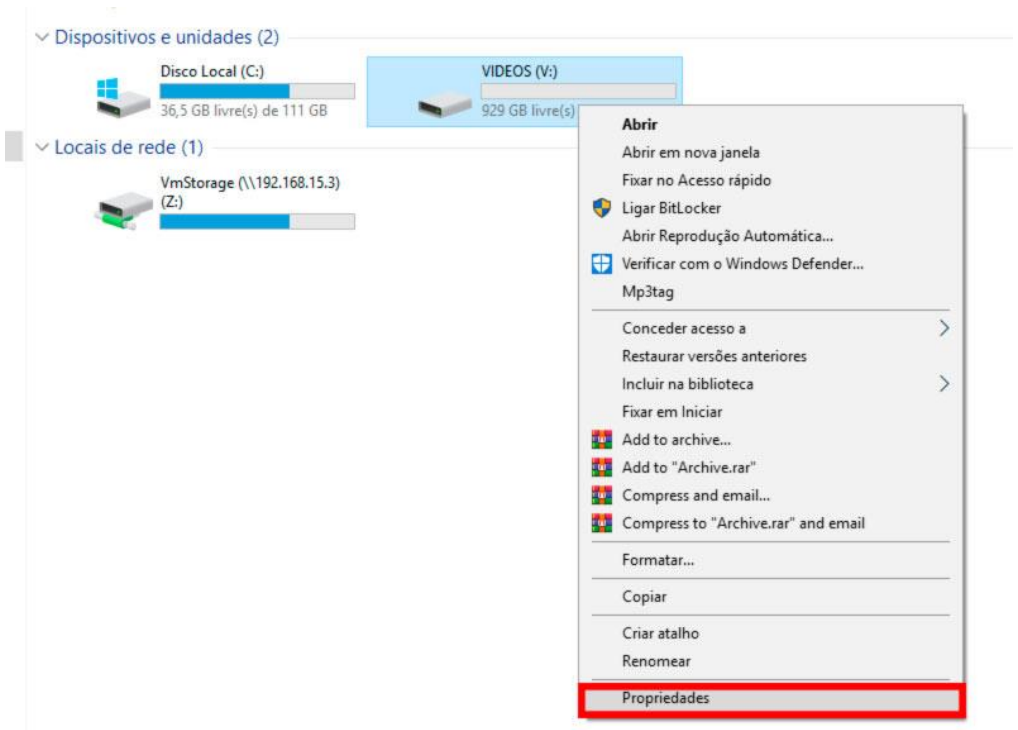 Dispositivos e unidades (2)
Disco Local (C:)
36,5 GB livre(s) de 111 GB
VIDEOS (V:)
929 GB livre(s)
Locais de rede (1)
VmStorage (\\192.168.15.3)
(Z:)
Abrir
Abrir em nova janela
Fixar no Acesso rápido
Ligar BitLocker
Abrir Reprodução Automática...
Verificar com o Windows Defender...
Mp3tag
Conceder acesso a
Restaurar versões anteriores
Incluir na biblioteca
Fixar em Iniciar
Add to archive...
Add to "Archive.rar"
Compress and email...
Compress to "Archive.rar" and email
Formatar...
Copiar
Criar atalho
Renomear
Propriedades